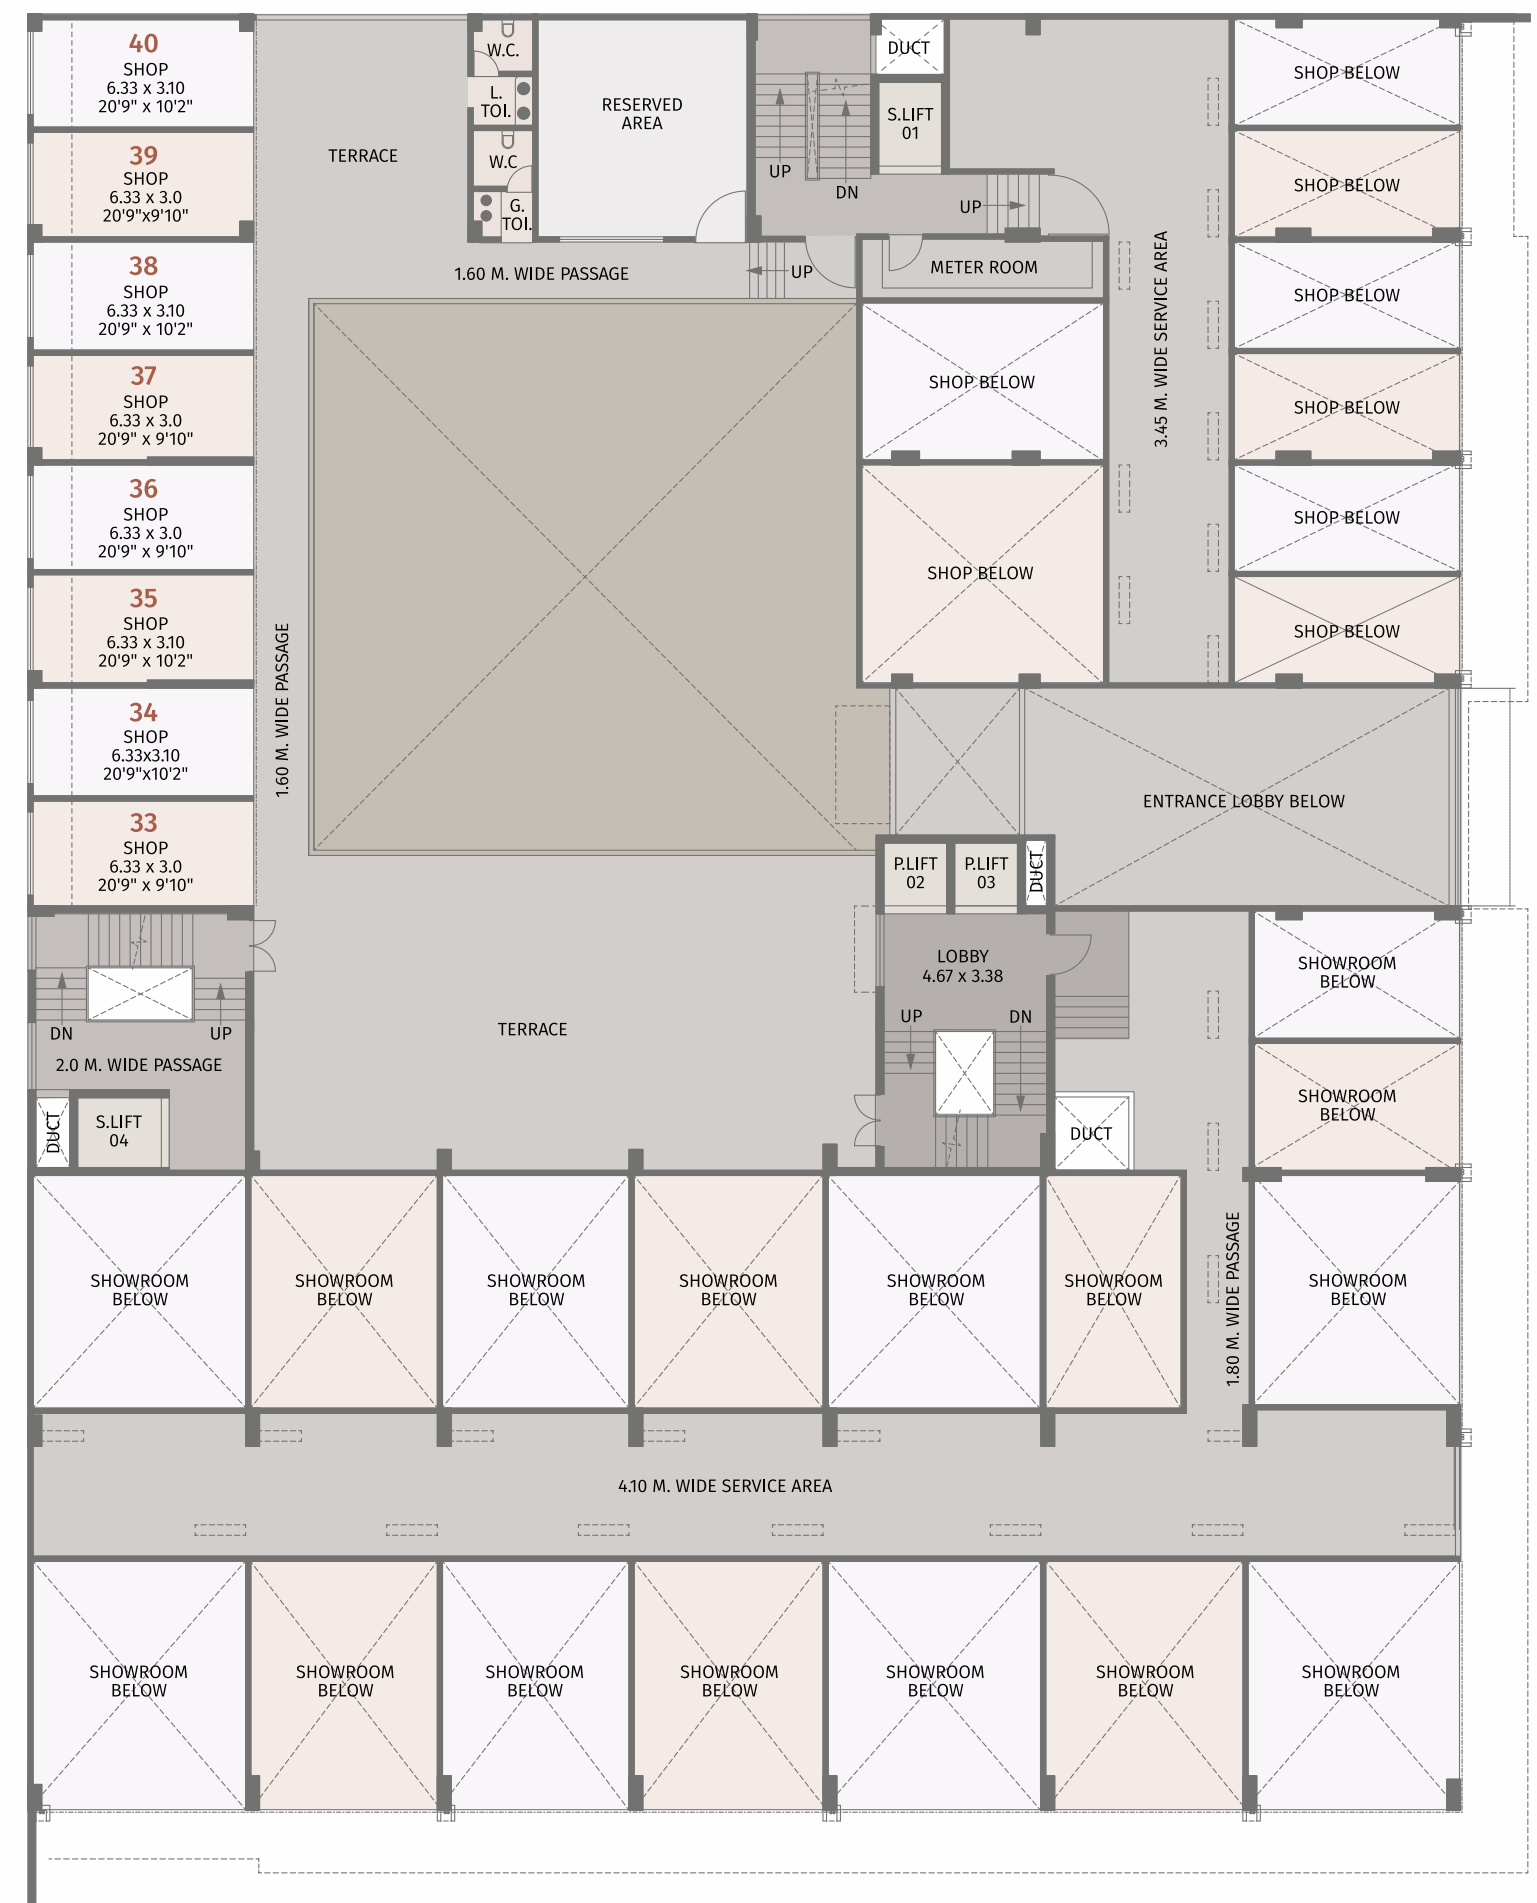 40
SHOP
6.33 x 3.10
20'9" x 10'2"
39
SHOP
6.33 x 3.0
20'9"x9'10"
38
SHOP
6.33 x 3.10
20'9" x 10'2"
37
SHOP
6.33 x 3.0
20'9" x 9'10"
36
SHOP
6.33 x 3.0
20'9" x 9'10"
35
SHOP
6.33 x 3.10
20'9" x 10'2"
34
SHOP
6.33x3.10
20'9"x10'2"
33
SHOP
6.33 x 3.0
20'9" x 9'10"
TERRACE
W.C.
L.
TOI.
W.C
G.
TOI.
RESERVED
AREA
UP
DN
DUCT
S.LIFT
01
UP
1.60 M. WIDE PASSAGE
UP
METER ROOM
SHOP BELOW
SHOP BELOW
3.45 M. WIDE SERVICE AREA
SHOP BELOW
SHOP BELOW
SHOP BELOW
SHOP BELOW
SHOP BELOW
SHOP BELOW
1.60 M. WIDE PASSAGE
ENTRANCE LOBBY BELOW
P.LIFT
02
P.LIFT
03
DUCT
LOBBY
4.67 x 3.38
UP
DN
DN
UP
2.0 M. WIDE PASSAGE
DUCT
S.LIFT
04
TERRACE
DUCT
SHOWROOM
BELOW
SHOWROOM
BELOW
1.80 M. WIDE PASSAGE
SHOWROOM
BELOW
SHOWROOM
BELOW
SHOWROOM
BELOW
SHOWROOM
BELOW
SHOWROOM
BELOW
SHOWROOM
BELOW
SHOWROOM
BELOW
4.10 M. WIDE SERVICE AREA
SHOWROOM
BELOW
SHOWROOM
BELOW
SHOWROOM
BELOW
SHOWROOM
BELOW
SHOWROOM
BELOW
SHOWROOM
BELOW
SHOWROOM
BELOW